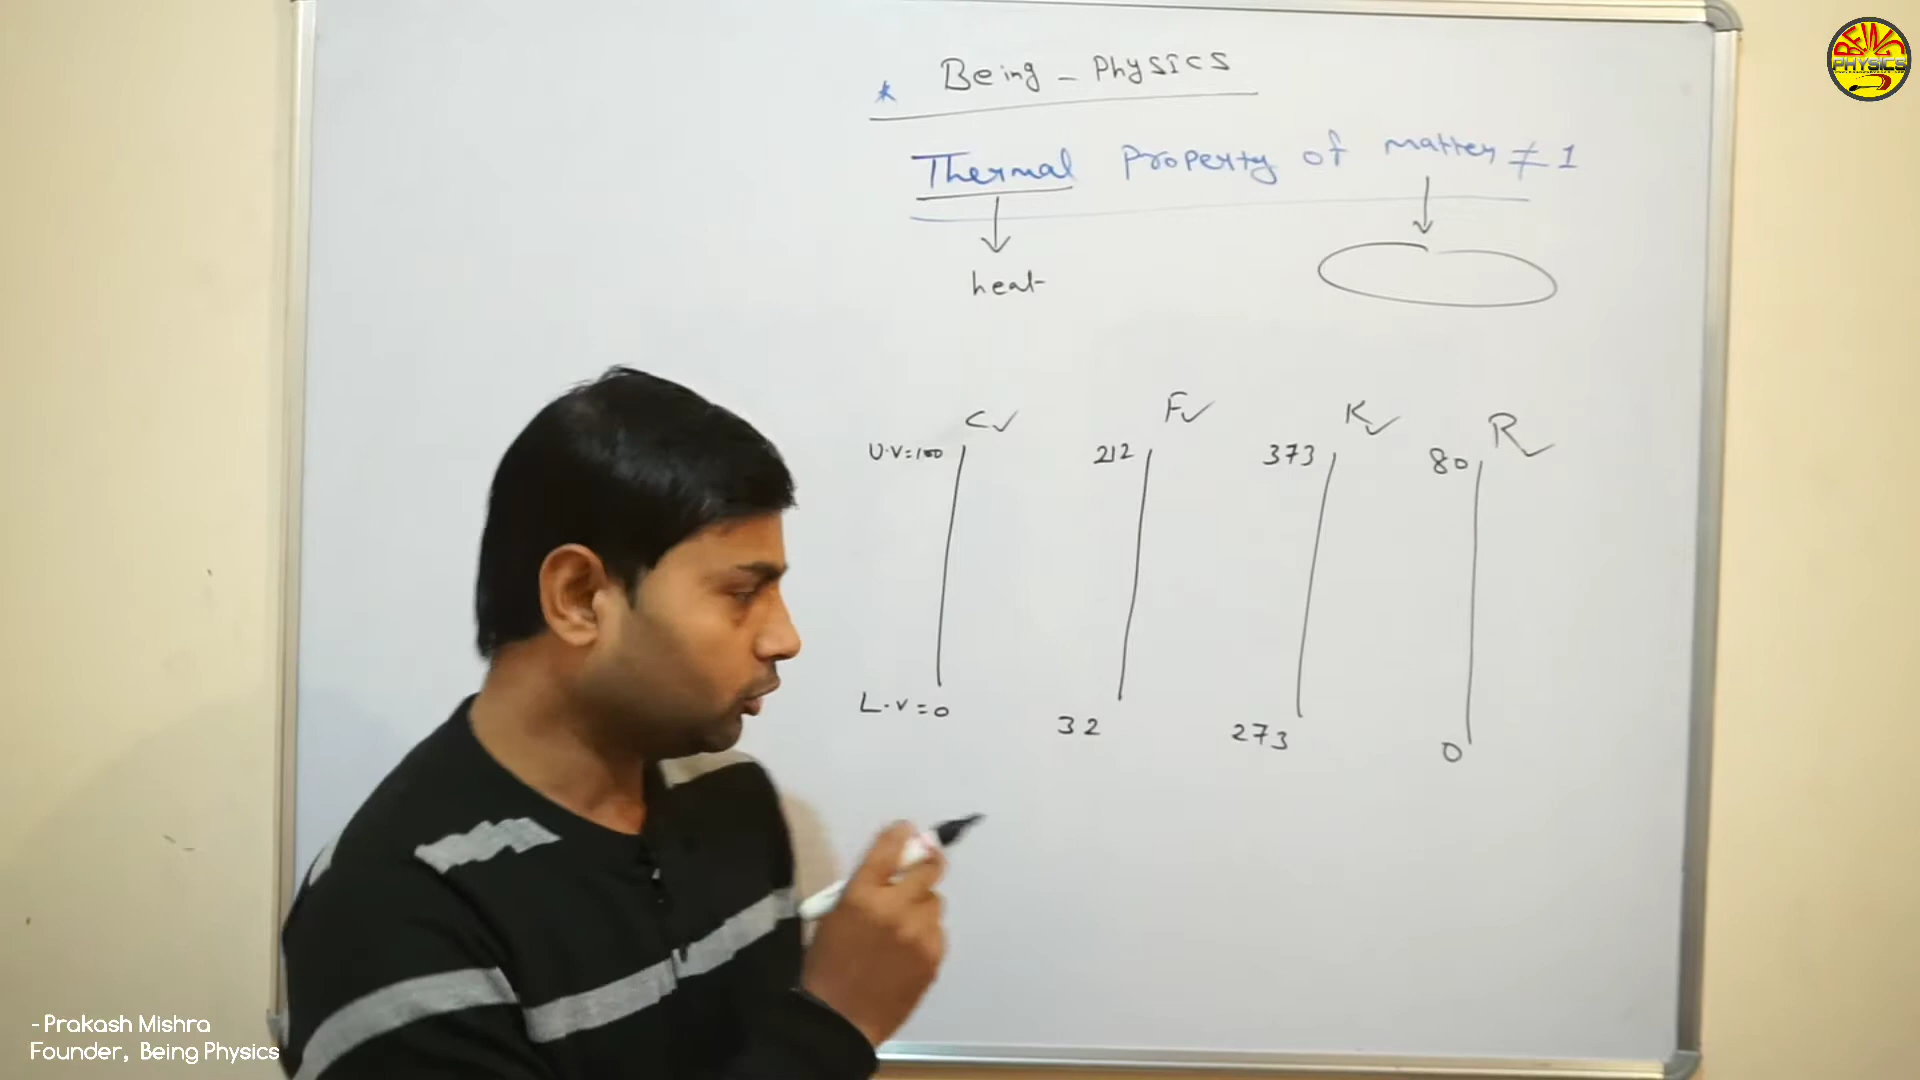 BEING
PHYSICS
* Being - Physics
Thermal Property of matter ≠ 1
heat
C✓ F✓ K✓ R✓
U.V=100 212 373 80
L.V=0 32 273 0
- Prakash Mishra
Founder, Being Physics